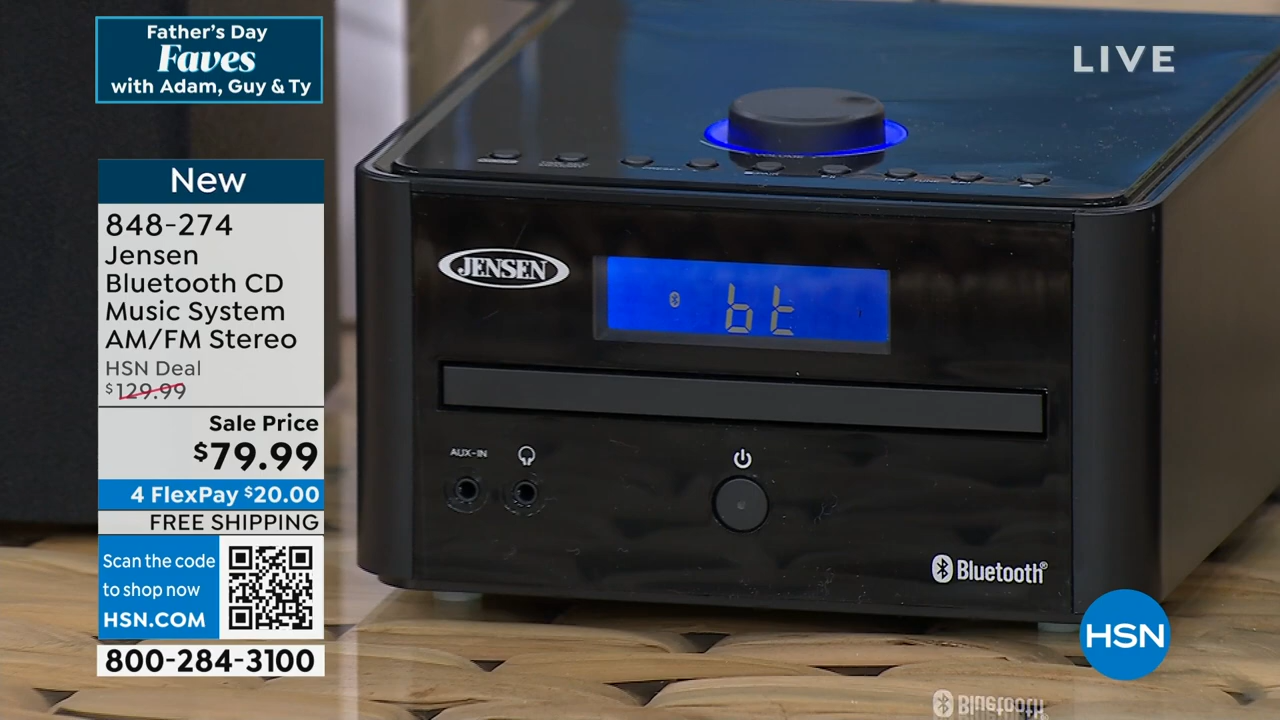 Father's Day
Faves
with Adam, Guy & Ty
LIVE
New
848-274
Jensen
Bluetooth CD
Music System
AM/FM Stereo
HSN Deal
$129.99
Sale Price
$79.99
4 FlexPay $20.00
FREE SHIPPING
Scan the code
to shop now
HSN.COM
800-284-3100
JENSEN
bt
AUX-IN
Bluetooth®
HSN
Bluetooth